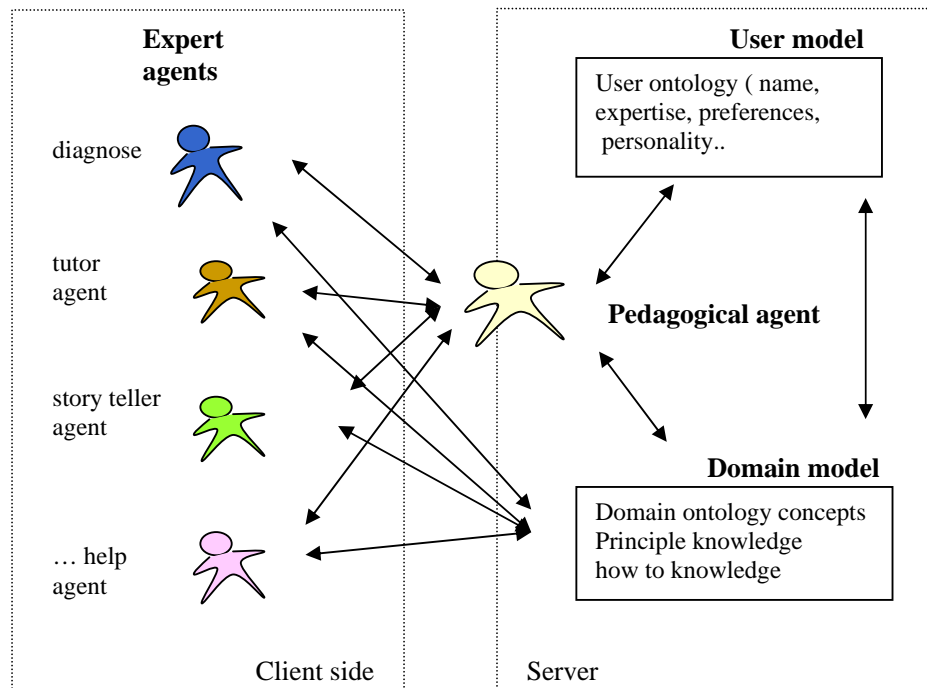 Expert
agents
diagnose
tutor
agent
story teller
agent
… help
agent
Client side
User model
User ontology ( name,
expertise, preferences,
personality..
Pedagogical agent
Domain model
Domain ontology concepts
Principle knowledge
how to knowledge
Server